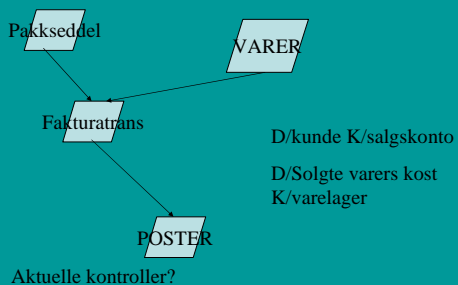 Pakkseddel
VARER
Fakturatrans
D/kunde K/salgskonto
D/Solgte varers kost
K/varelager
POSTER
Aktuelle kontroller?